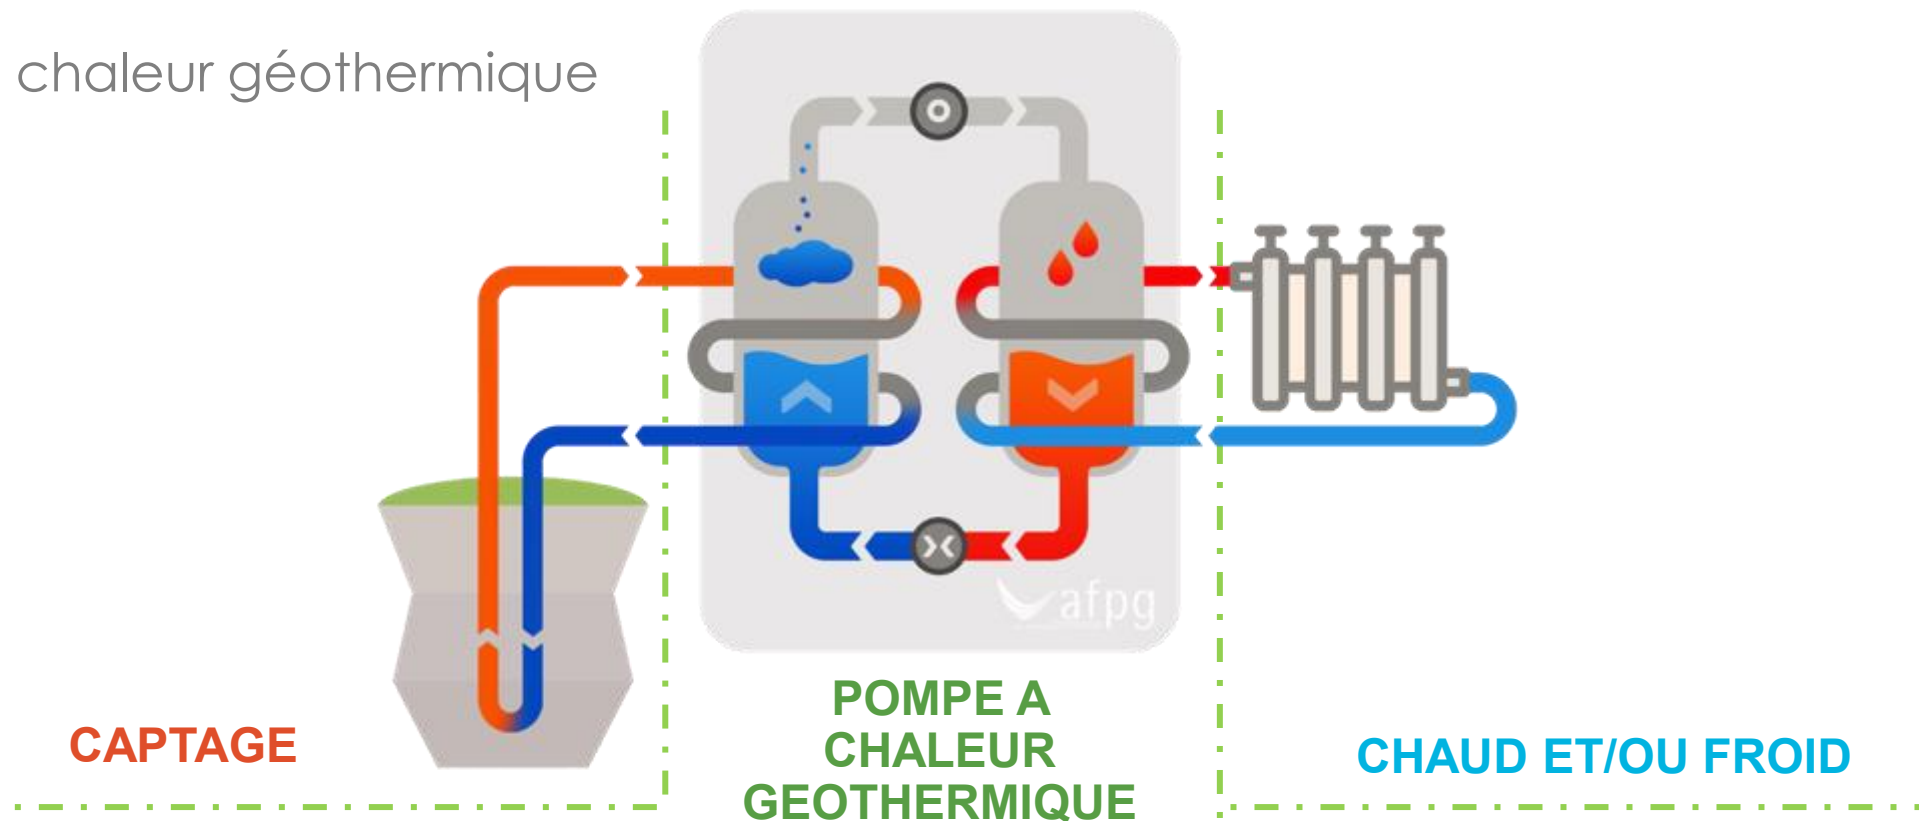 chaleur géothermique
afpg
CAPTAGE
POMPE A
CHALEUR
GEOTHERMIQUE
CHAUD ET/OU FROID